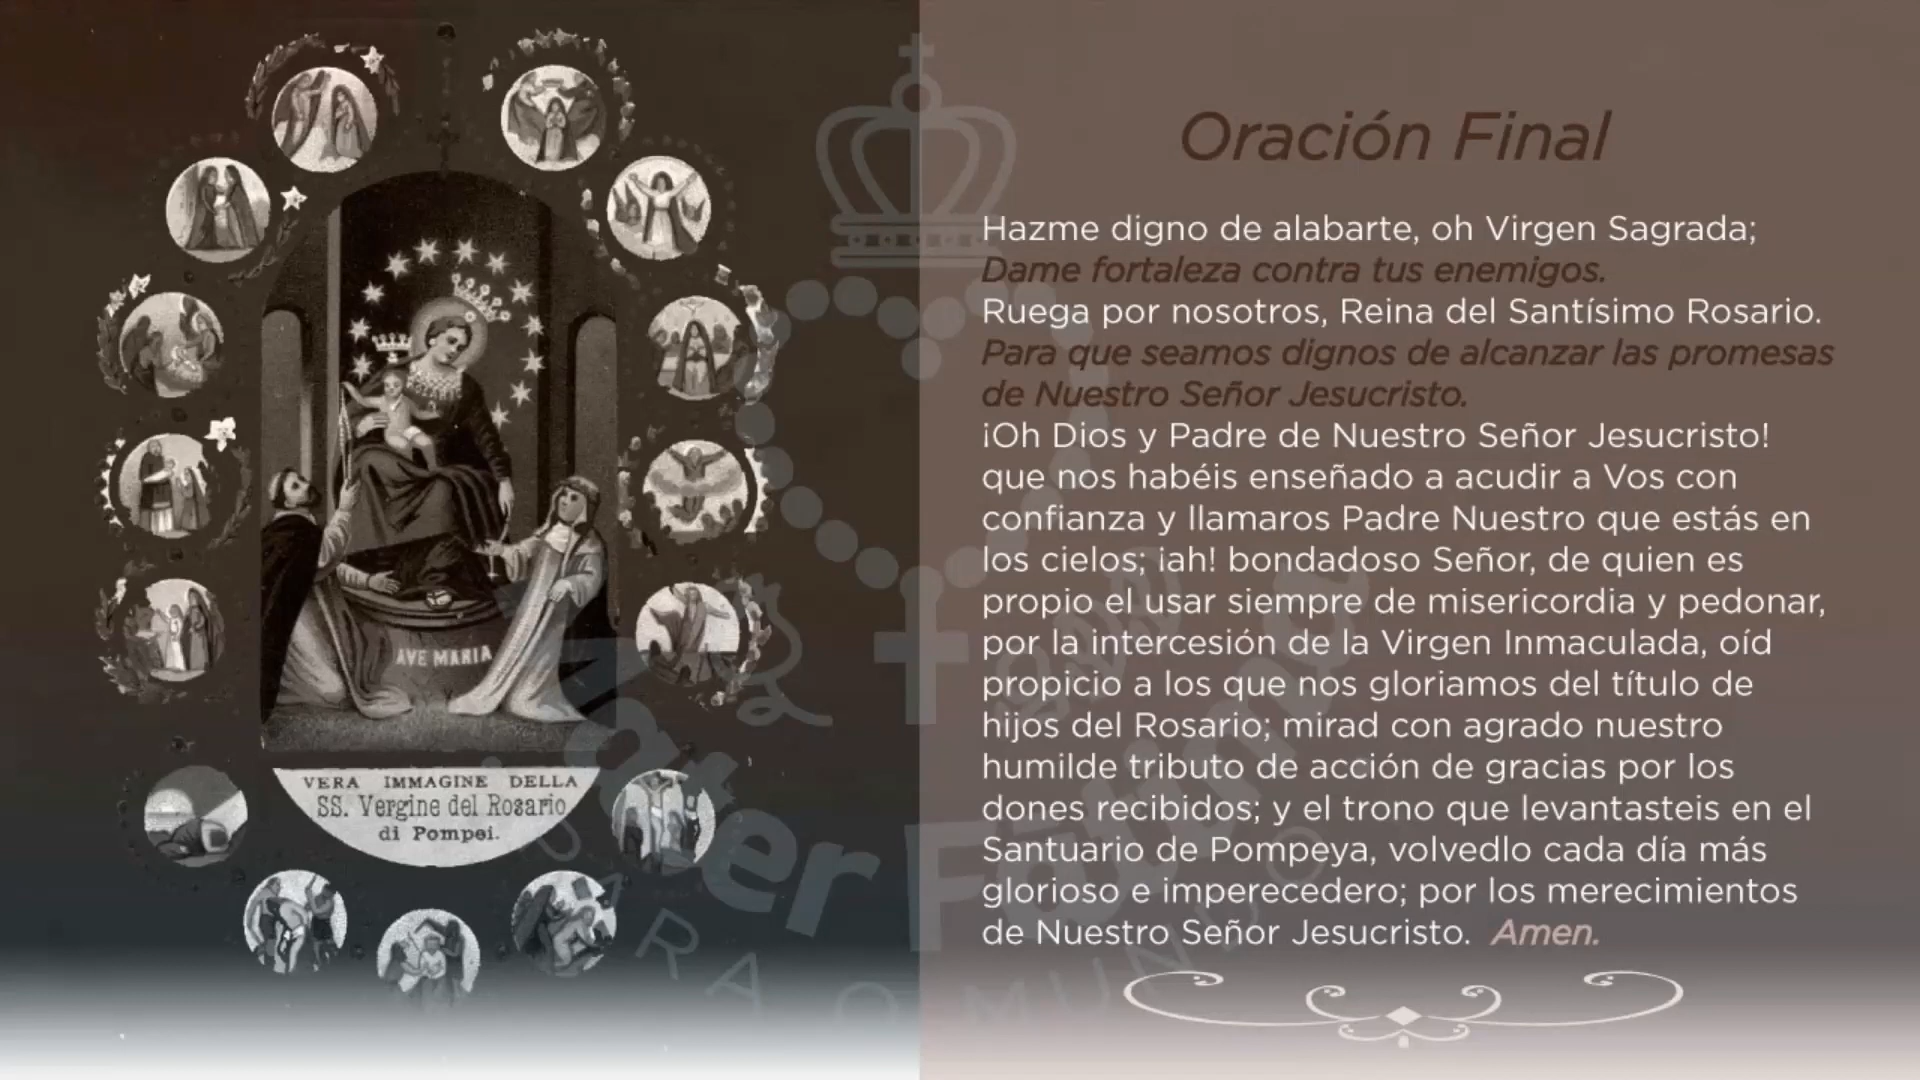 AVE MARIA
VERA IMMAGINE DELLA
SS. Vergine del Rosario
di Pompei.
Oración Final
Hazme digno de alabarte, oh Virgen Sagrada;
Dame fortaleza contra tus enemigos.
Ruega por nosotros, Reina del Santísimo Rosario.
Para que seamos dignos de alcanzar las promesas
de Nuestro Señor Jesucristo.
¡Oh Dios y Padre de Nuestro Señor Jesucristo!
que nos habéis enseñado a acudir a Vos con
confianza y llamaros Padre Nuestro que estás en
los cielos; ¡ah! bondadoso Señor, de quien es
propio el usar siempre de misericordia y pedonar,
por la intercesión de la Virgen Inmaculada, oíd
propicio a los que nos gloriamos del título de
hijos del Rosario; mirad con agrado nuestro
humilde tributo de acción de gracias por los
dones recibidos; y el trono que levantasteis en el
Santuario de Pompeya, volvedlo cada día más
glorioso e imperecedero; por los merecimientos
de Nuestro Señor Jesucristo. Amen.
Mater Fátima
PARA O MUNDO